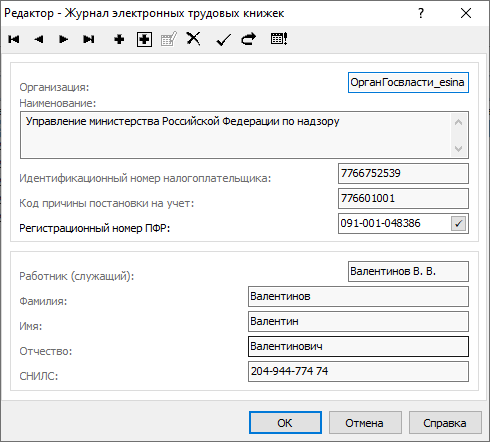 Редактор - Журнал электронных трудовых книжек
Организация:
ОрганГосвласти_esina
Наименование:
Управление министерства Российской Федерации по надзору
Идентификационный номер налогоплательщика:
7766752539
Код причины постановки на учет:
776601001
Регистрационный номер ПФР:
091-001-048386
Работник (служащий):
Валентинов В. В.
Фамилия:
Валентинов
Имя:
Валентин
Отчество:
Валентинович
СНИЛС:
204-944-774 74
ОК
Отмена
Справка